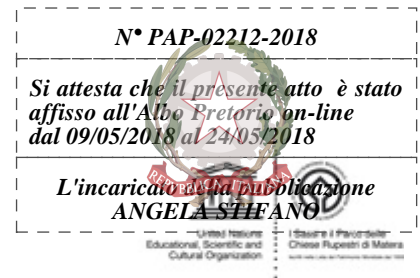 N° PAP-02212-2018
Si attesta che il presente atto è stato
affisso all'Albo Pretorio on-line
dal 09/05/2018 al 24/05/2018
L'incaricato della pubblicazione
ANGELA STIFANO
REPVBBLICA ITALIANA
United Nations
Educational, Scientific and
Cultural Organization
I Sassi e il Parco delle
Chiese Rupestri di Matera